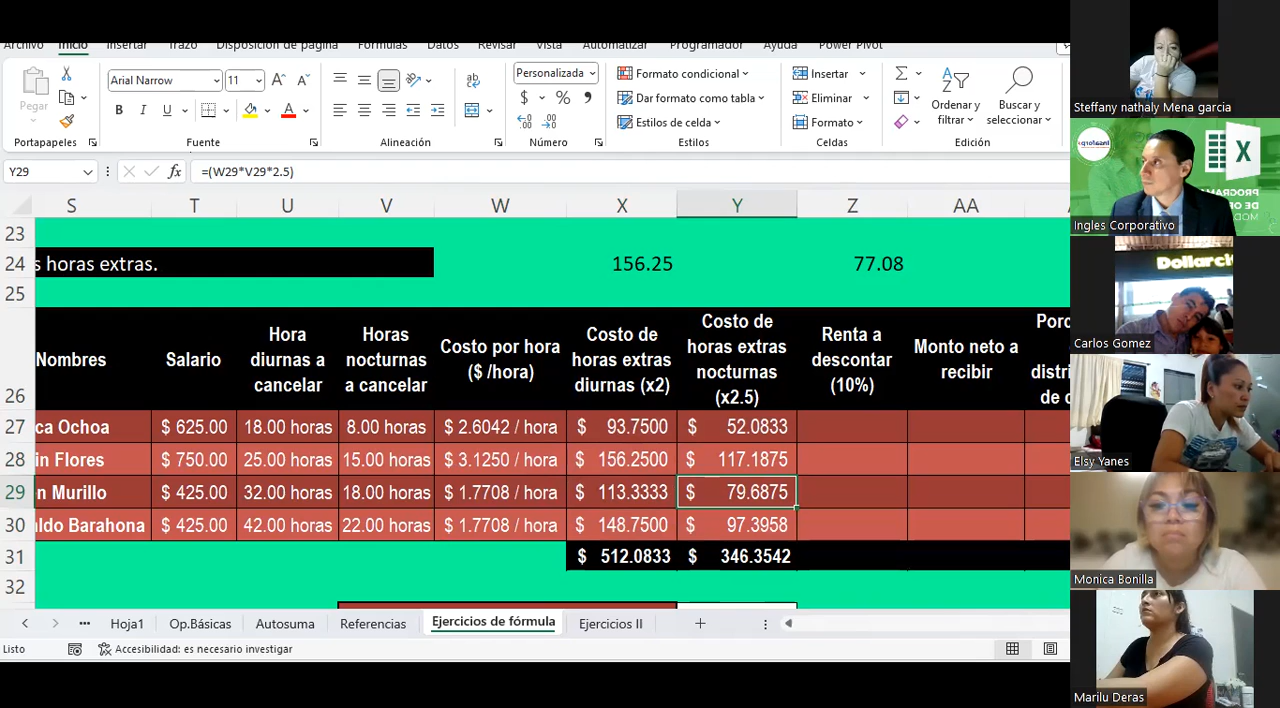 Archivo Inicio Insertar Trazo Disposición de página Fórmulas Datos Revisar Vista Automatizar Programador Ayuda Power Pivot
Pegar
Portapapeles
Arial Narrow 11
N K S
Fuente
Alineación
Personalizada
$ % 
Número
Formato condicional
Dar formato como tabla
Estilos de celda
Estilos
Insertar
Eliminar
Formato
Celdas
Ordenar y filtrar
Buscar y seleccionar
Edición
Y29 fx =(W29*V29*2.5)
S T U V W X Y Z AA
23
24 s horas extras. 156.25 77.08
25
26 Nombres Salario Hora diurnas a cancelar Horas nocturnas a cancelar Costo por hora ($ /hora) Costo de horas extras diurnas (x2) Costo de horas extras nocturnas (x2.5) Renta a descontar (10%) Monto neto a recibir
27 ca Ochoa $ 625.00 18.00 horas 8.00 horas $ 2.6042 / hora $ 93.7500 $ 52.0833
28 in Flores $ 750.00 25.00 horas 15.00 horas $ 3.1250 / hora $ 156.2500 $ 117.1875
29 n Murillo $ 425.00 32.00 horas 18.00 horas $ 1.7708 / hora $ 113.3333 $ 79.6875
30 ldo Barahona $ 425.00 42.00 horas 22.00 horas $ 1.7708 / hora $ 148.7500 $ 97.3958
31 $ 512.0833 $ 346.3542
32
Hoja1 Op.Básicas Autosuma Referencias Ejercicios de fórmula Ejercicios II
Listo Accesibilidad: es necesario investigar
Steffany nathaly Mena garcia
Ingles Corporativo
Carlos Gomez
Elsy Yanes
Monica Bonilla
Marilu Deras